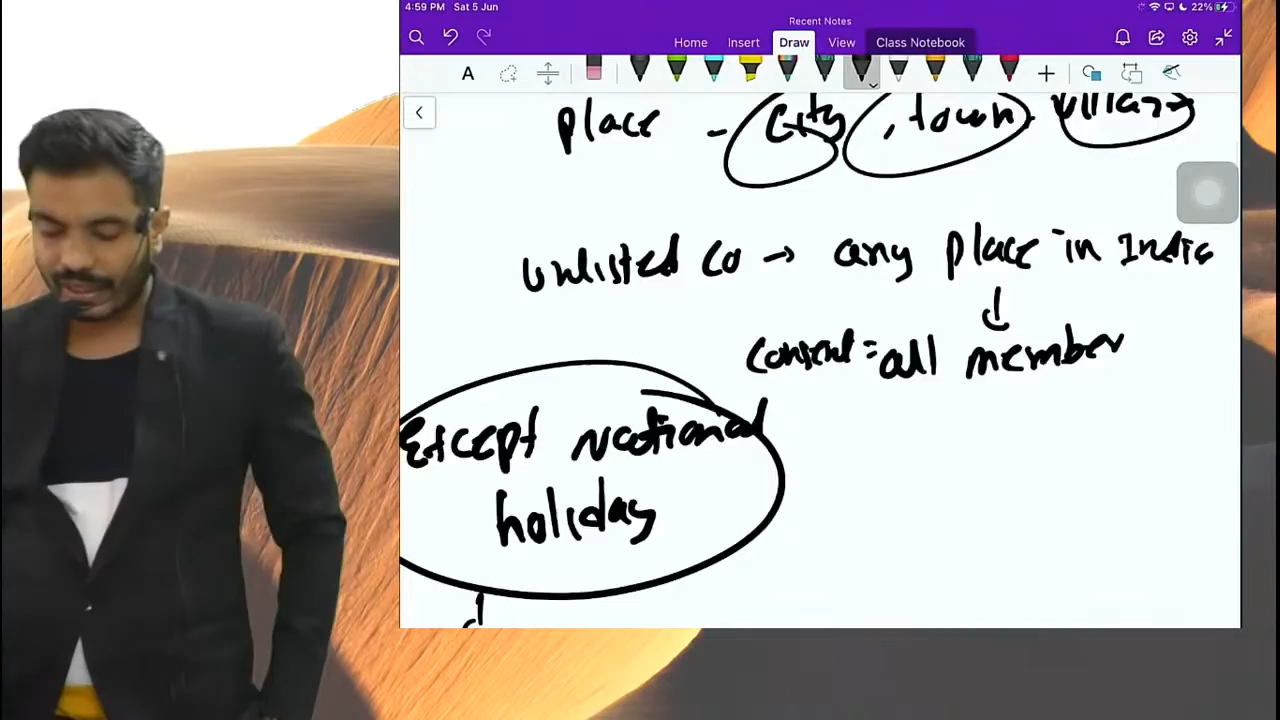 4:59 PM Sat 5 Jun
22%
Recent Notes
Home Insert Draw View Class Notebook
A
place - City, town, village
unlisted co → any place in India
consent = all member
Except National
holiday